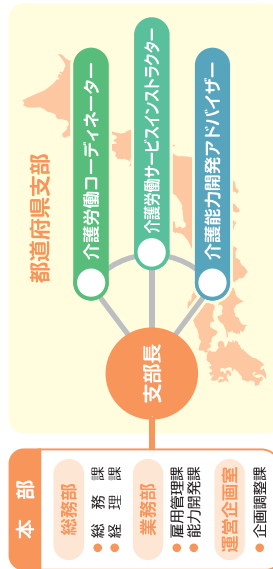 本　部
総務部
● 総　務　課
● 経　理　課
業務部
● 雇用管理課
● 能力開発課
運営企画室
● 企画調整課
都道府県支部
支部長
介護労働コーディネーター
介護労働サービスインストラクター
介護能力開発アドバイザー